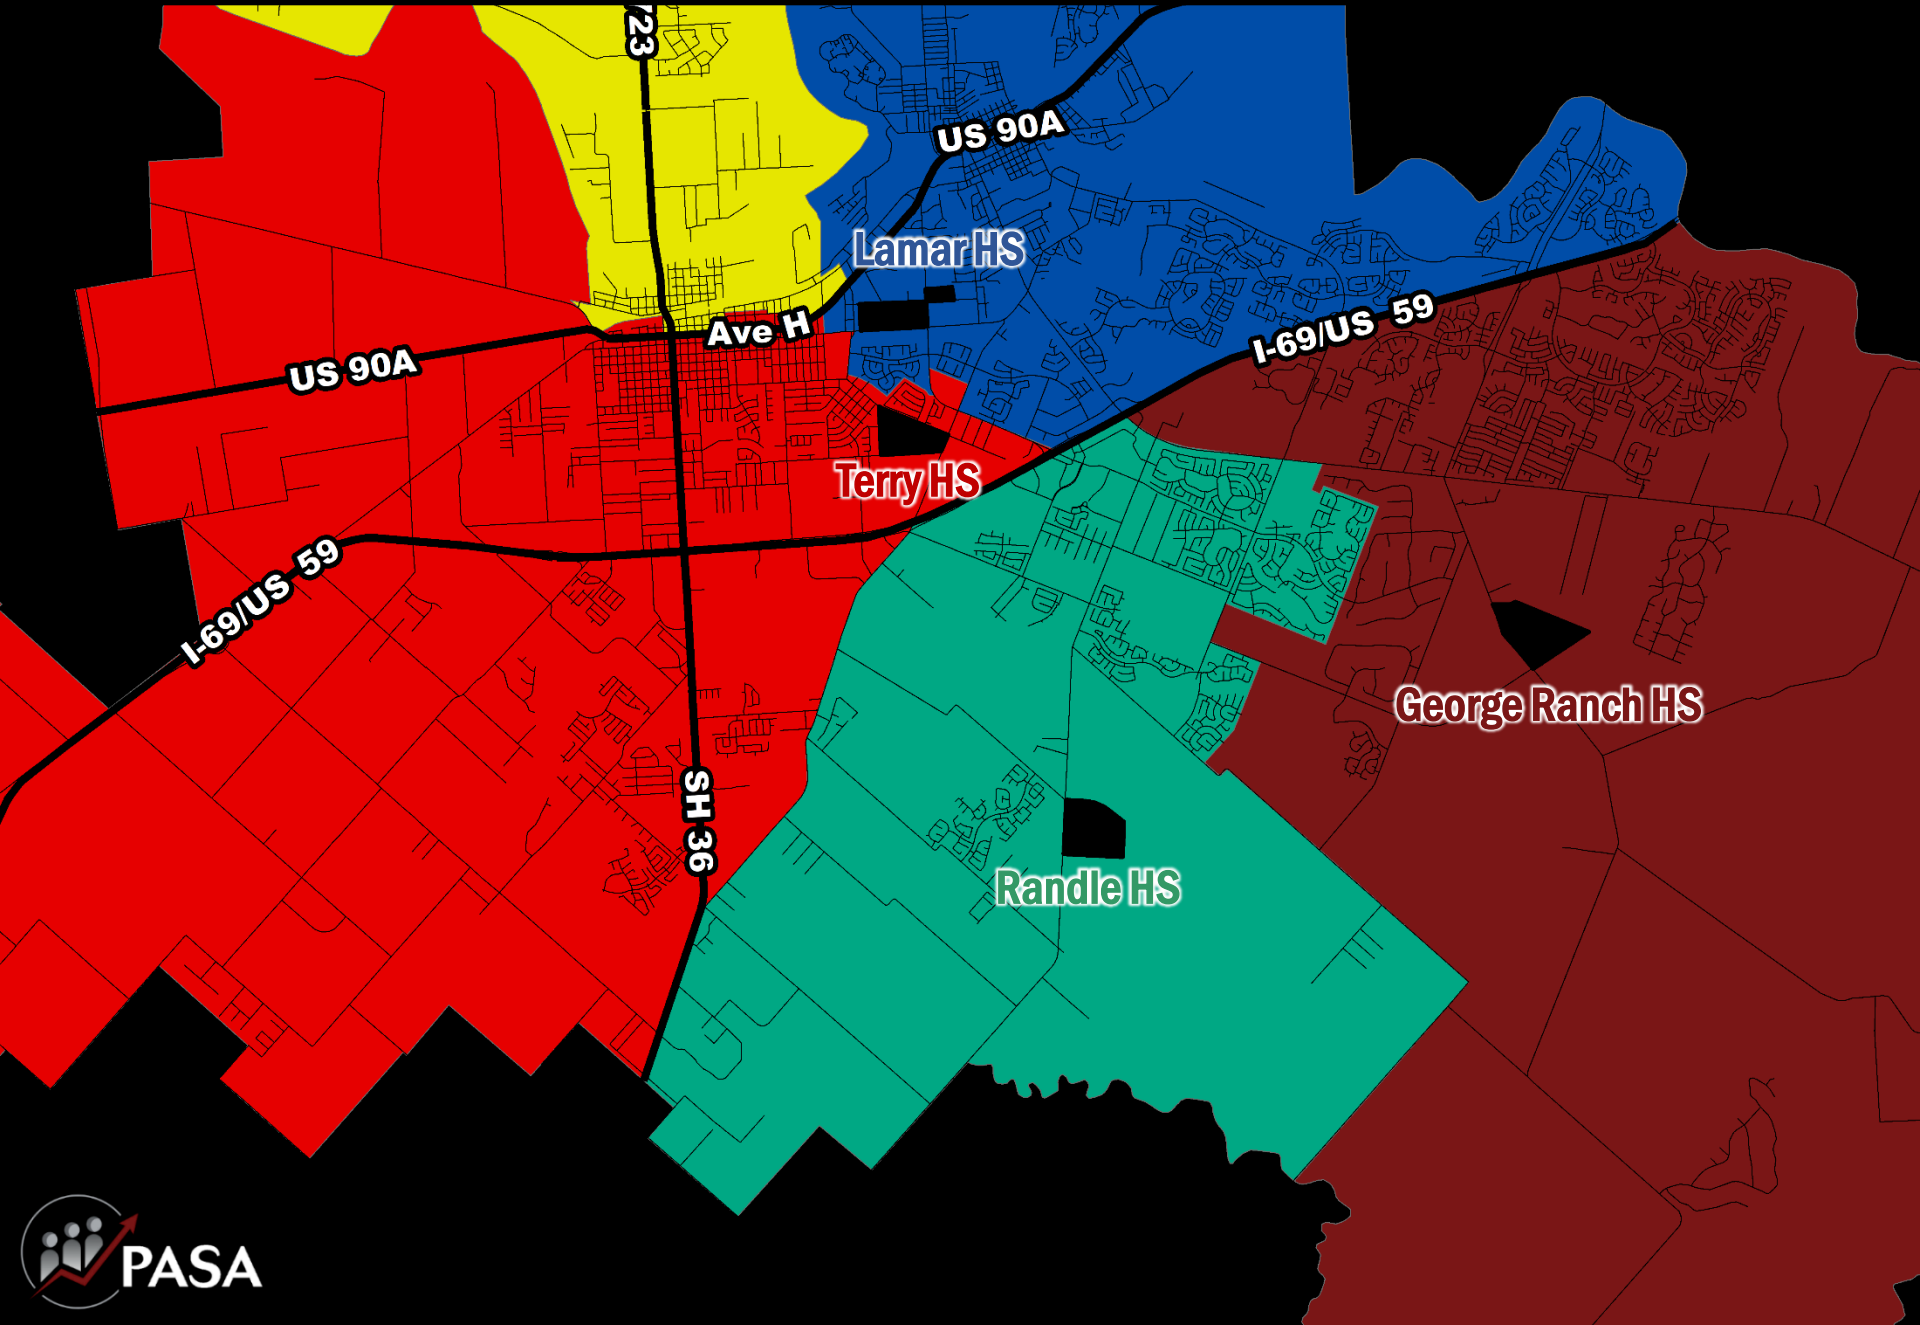 723
US 90A
Lamar HS
Ave H
I-69/US 59
US 90A
Terry HS
I-69/US 59
George Ranch HS
SH 36
Randle HS
PASA